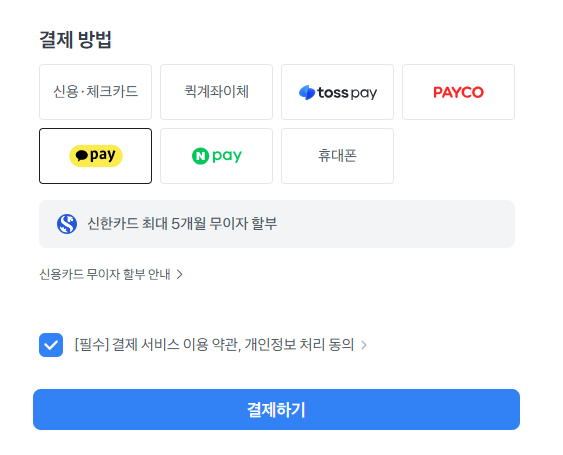 결제 방법
신용·체크카드
퀵계좌이체
toss pay
PAYCO
pay
N pay
휴대폰
신한카드 최대 5개월 무이자 할부
신용카드 무이자 할부 안내 >
[필수] 결제 서비스 이용 약관, 개인정보 처리 동의 >
결제하기